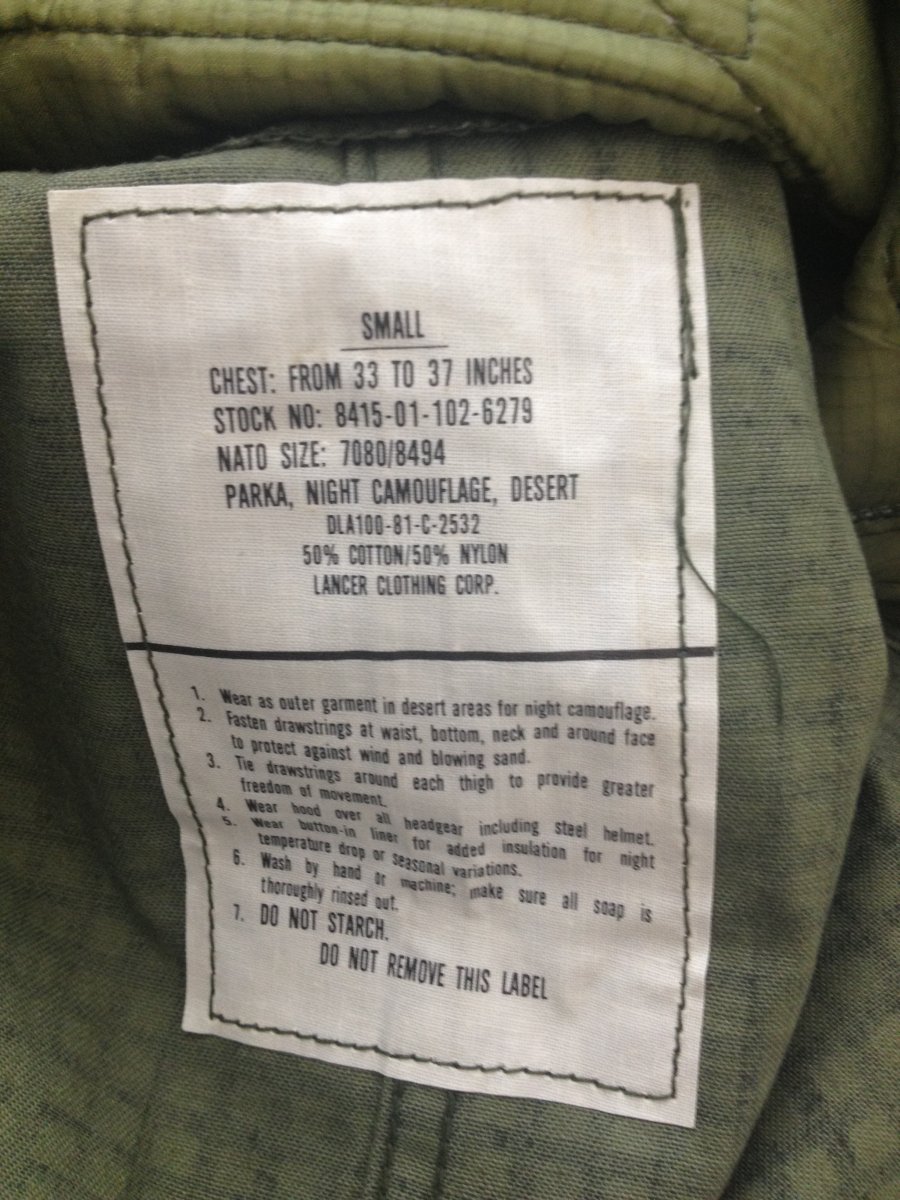 SMALL
CHEST: FROM 33 TO 37 INCHES
STOCK NO: 8415-01-102-6279
NATO SIZE: 7080/8494
PARKA, NIGHT CAMOUFLAGE, DESERT
DLA100-81-C-2532
50% COTTON/50% NYLON
LANCER CLOTHING CORP.
1. Wear as outer garment in desert areas for night camouflage.
2. Fasten drawstrings at waist, bottom, neck and around face
to protect against wind and blowing sand.
3. Tie drawstrings around each thigh to provide greater
freedom of movement.
4. Wear hood over all headgear including steel helmet.
5. Wear button-in liner for added insulation for night
temperature drop or seasonal variations.
6. Wash by hand or machine; make sure all soap is
thoroughly rinsed out.
7. DO NOT STARCH.
DO NOT REMOVE THIS LABEL